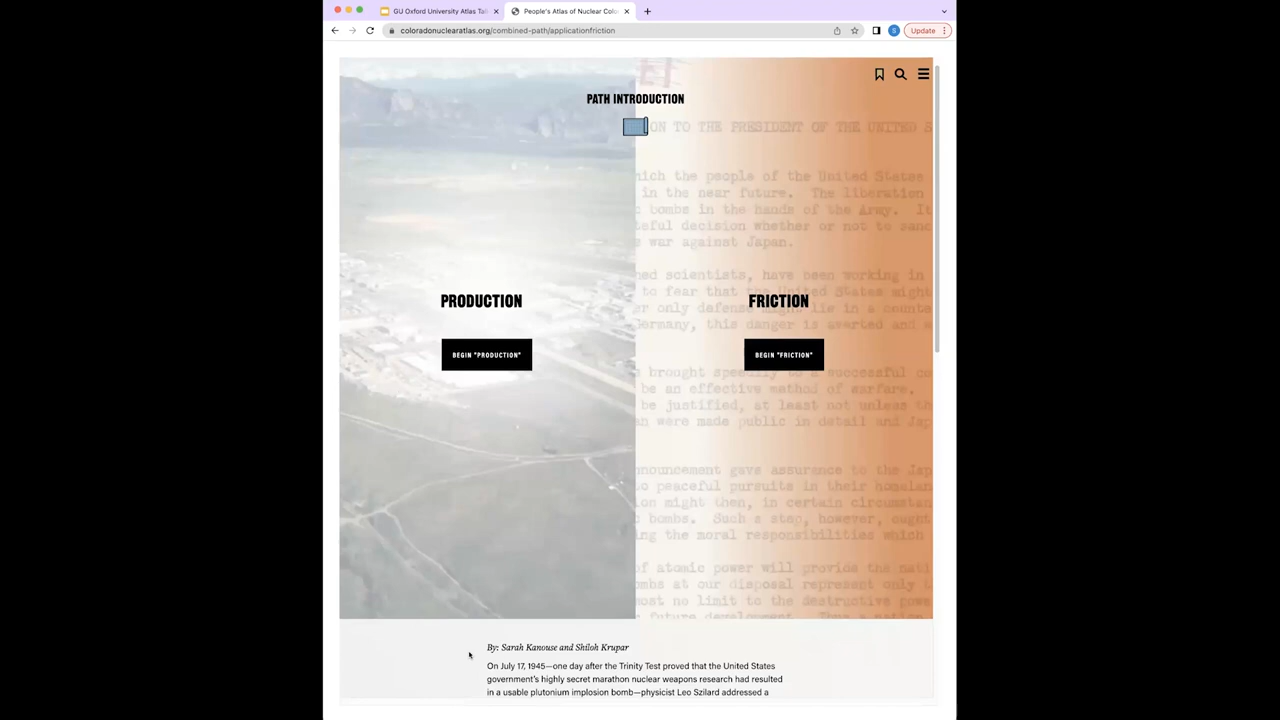 GU Oxford University Atlas Tal
People's Atlas of Nuclear Colo
coloradonuclearatlas.org/combined-path/applicationfriction
S
Update
PATH INTRODUCTION
ON TO THE PRESIDENT OF THE UNITED S
ich the people of the United States
in the near future. The liberation
bombs in the hands of the Army. It
teful decision whether or not to sanc
war against Japan.
ed scientists, have been working in
to fear that the United States might
r only defense might lie in a counte
ermany, this danger is averted and
PRODUCTION
FRICTION
BEGIN "PRODUCTION"
BEGIN "FRICTION"
brought speedily to a successful co
be an effective method of warfare.
be justified, at least not unless th
were made public in detail and Jap
nouncement gave assurance to the Jap
o peaceful pursuits in their homelan
on might then, in certain circumstan
bombs. Such a step, however, ought
ing the moral responsibilities which
of atomic power will provide the nati
mbs at our disposal represent only
most no limit to the destructive powe
future development.
By: Sarah Kanouse and Shiloh Krupar
On July 17, 1945—one day after the Trinity Test proved that the United States
government's highly secret marathon nuclear weapons research had resulted
in a usable plutonium implosion bomb—physicist Leo Szilard addressed a